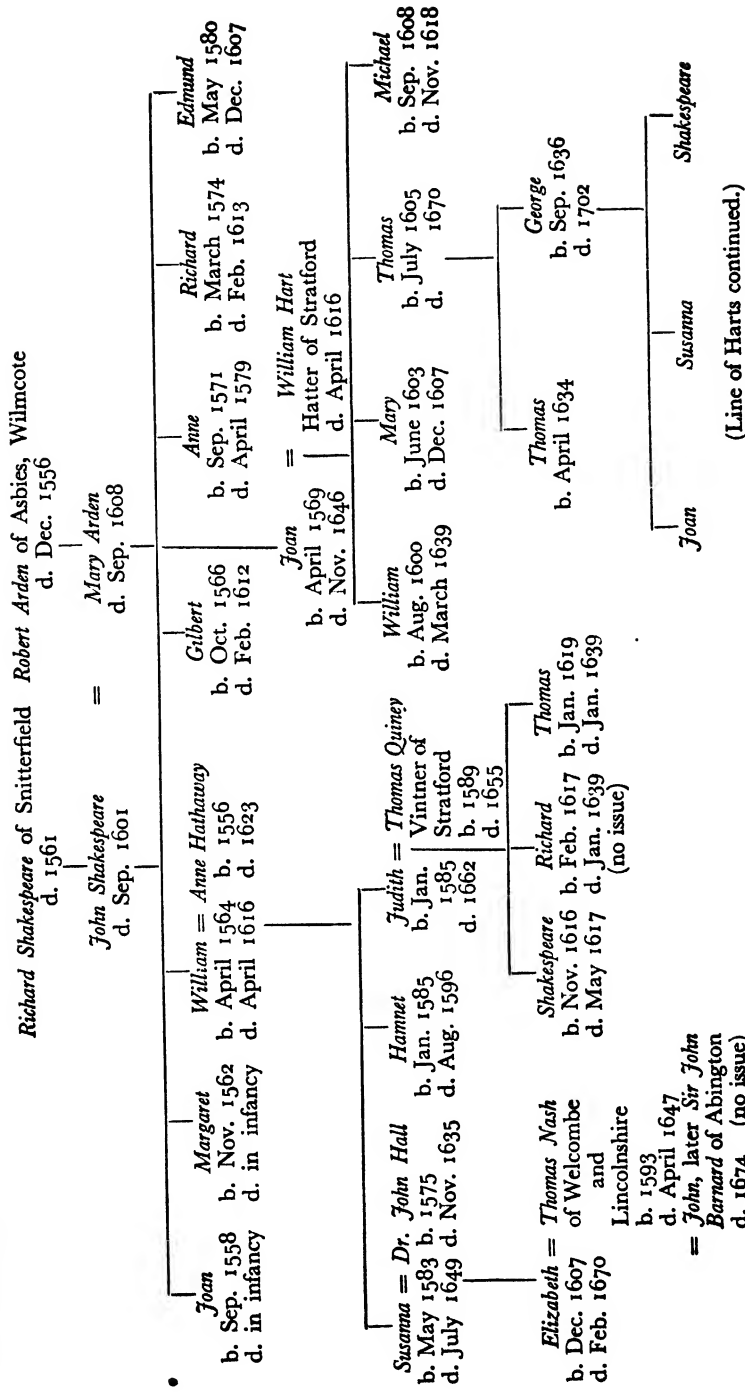 Richard Shakespeare of Snitterfield
d. 1561
Robert Arden of Asbies, Wilmcote
d. Dec. 1556
John Shakespeare
d. Sep. 1601
=
Mary Arden
d. Sep. 1608
Joan
b. Sep. 1558
d. in infancy
Margaret
b. Nov. 1562
d. in infancy
William = Anne Hathaway
b. April 1564 b. 1556
d. April 1616 d. 1623
Gilbert
b. Oct. 1566
d. Feb. 1612
Anne
b. Sep. 1571
d. April 1579
Richard
b. March 1574
d. Feb. 1613
Edmund
b. May 1580
d. Dec. 1607
Joan
b. April 1569
d. Nov. 1646
=
William Hart
Hatter of Stratford
d. April 1616
Susanna = Dr. John Hall
b. May 1583 b. 1575
d. July 1649 d. Nov. 1635
Hamnet
b. Jan. 1585
d. Aug. 1596
Judith = Thomas Quiney
b. Jan. 1585
d. 1662
Vintner of
Stratford
b. 1589
d. 1655
William
b. Aug. 1600
d. March 1639
Mary
b. June 1603
d. Dec. 1607
Thomas
b. July 1605
d. 1670
Michael
b. Sep. 1608
d. Nov. 1618
Elizabeth = Thomas Nash
b. Dec. 1607
d. Feb. 1670
of Welcombe
and
Lincolnshire
b. 1593
d. April 1647
= John, later Sir John
Barnard of Abington
d. 1674 (no issue)
Shakespeare
b. Nov. 1616
d. May 1617
Richard
b. Feb. 1617
d. Jan. 1639
(no issue)
Thomas
b. Jan. 1619
d. Jan. 1639
Thomas
b. April 1634
George
b. Sep. 1636
d. 1702
Joan
Susanna
Shakespeare
(Line of Harts continued.)